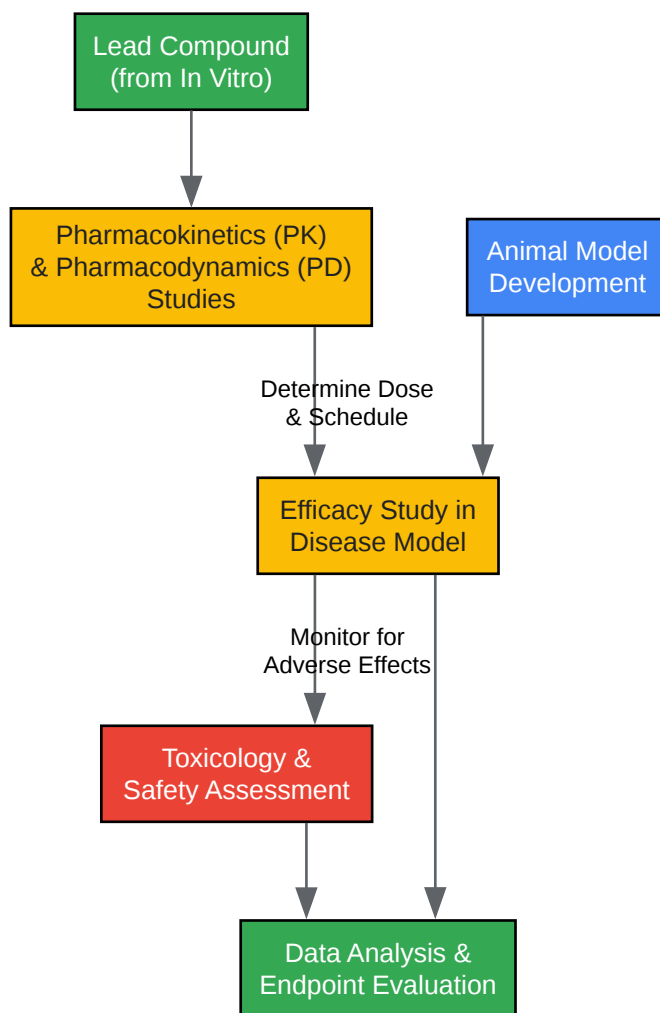 Lead Compound
(from In Vitro)
Pharmacokinetics (PK)
& Pharmacodynamics (PD)
Studies
Animal Model
Development
Determine Dose
& Schedule
Efficacy Study in
Disease Model
Monitor for
Adverse Effects
Toxicology &
Safety Assessment
Data Analysis &
Endpoint Evaluation